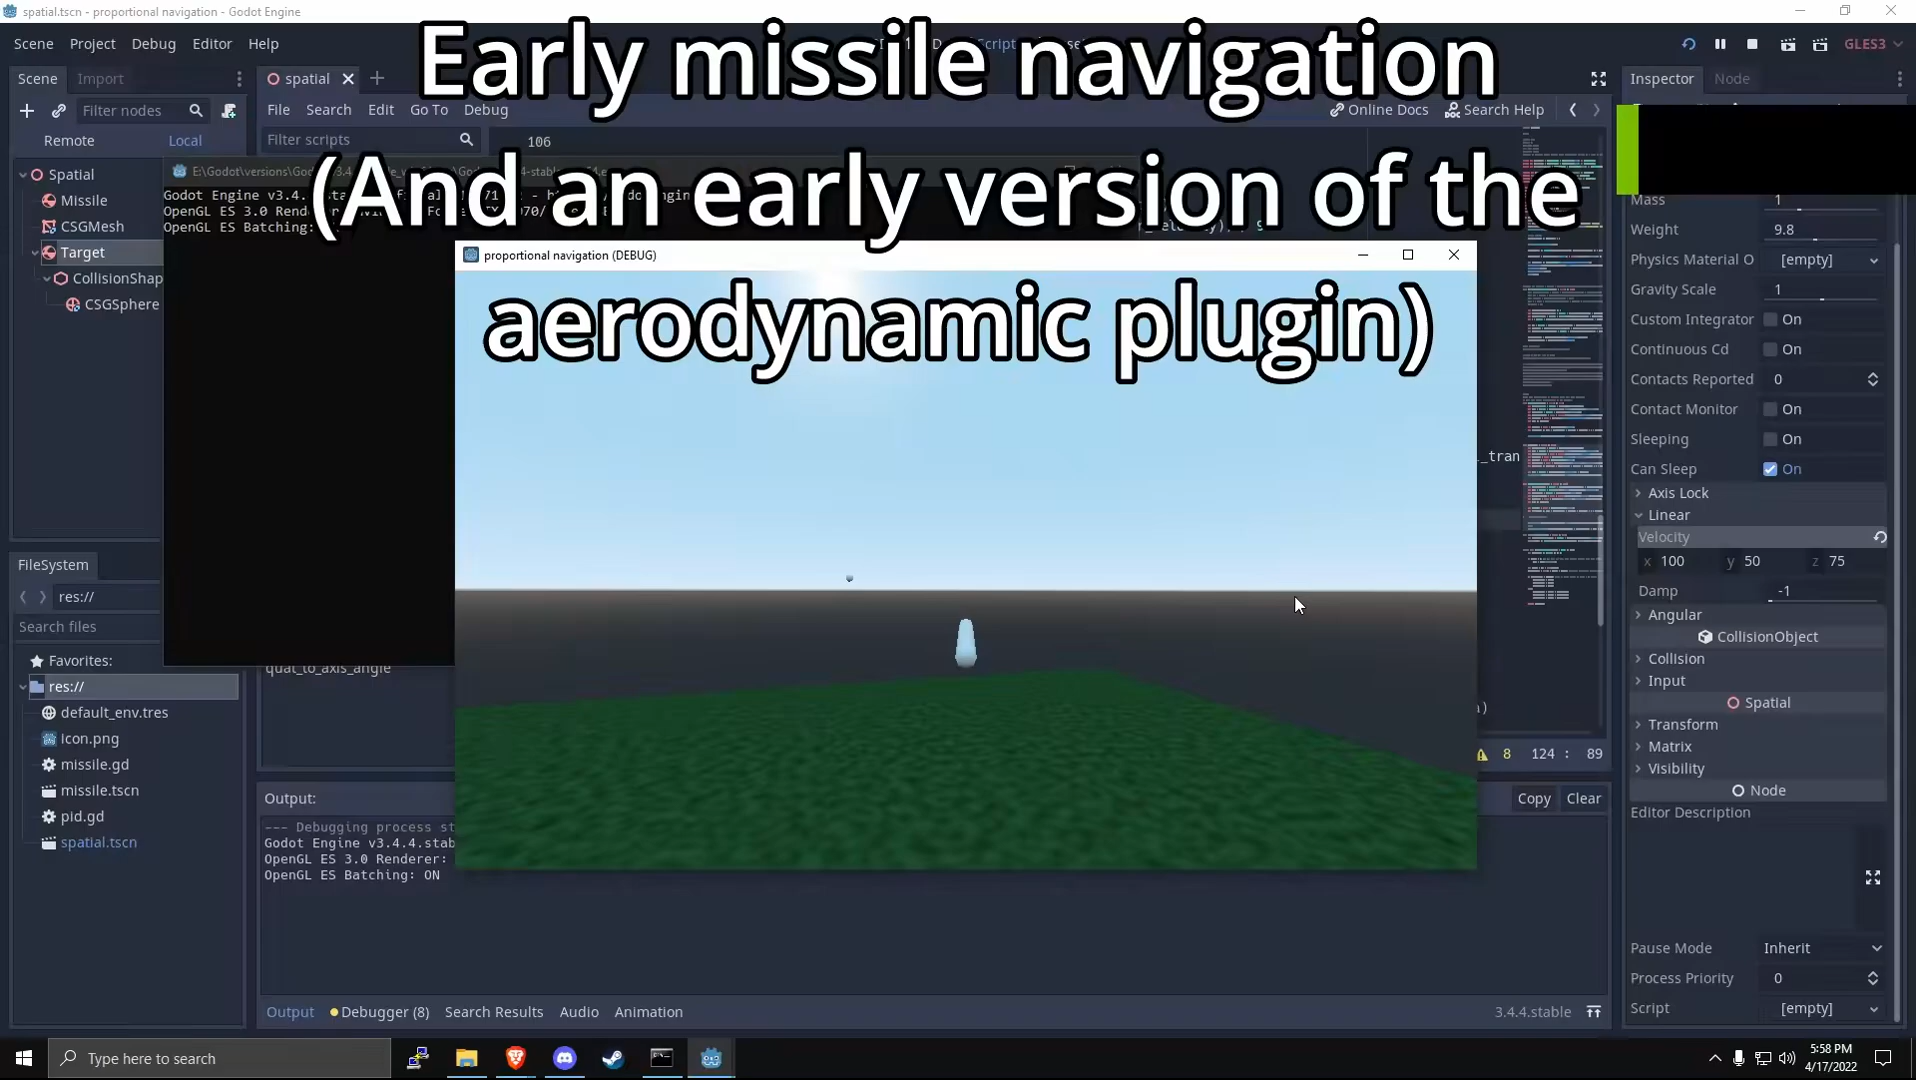 spatial.tscn - proportional navigation - Godot Engine
Early missile navigation
(And an early version of the
aerodynamic plugin)
Scene Project Debug Editor Help
GLES3
Scene Import
spatial
Inspector Node
Filter nodes
File Search Edit Go To Debug
Online Docs Search Help
Remote Local
Filter scripts
106
Spatial
Missile
CSGMesh
Target
CollisionShap
CSGSphere
Godot Engine v3.4.
OpenGL ES 3.0 Rende
OpenGL ES Batching:
proportional navigation (DEBUG)
Mass 1
Weight 9.8
Physics Material O [empty]
Gravity Scale 1
Custom Integrator On
Continuous Cd On
Contacts Reported 0
Contact Monitor On
Sleeping On
Can Sleep On
Axis Lock
Linear
Velocity
x 100 y 50 z 75
Damp -1
Angular
CollisionObject
Collision
Input
Spatial
Transform
Matrix
Visibility
Node
Editor Description
Pause Mode Inherit
Process Priority 0
Script [empty]
_tran
8 124 : 89
FileSystem
res://
Search files
Favorites:
res://
default_env.tres
icon.png
missile.gd
missile.tscn
pid.gd
spatial.tscn
quat_to_axis_angle
Output:
Copy Clear
--- Debugging process st
Godot Engine v3.4.4.stab
OpenGL ES 3.0 Renderer:
OpenGL ES Batching: ON
Output Debugger (8) Search Results Audio Animation
3.4.4.stable
Type here to search
5:58 PM
4/17/2022